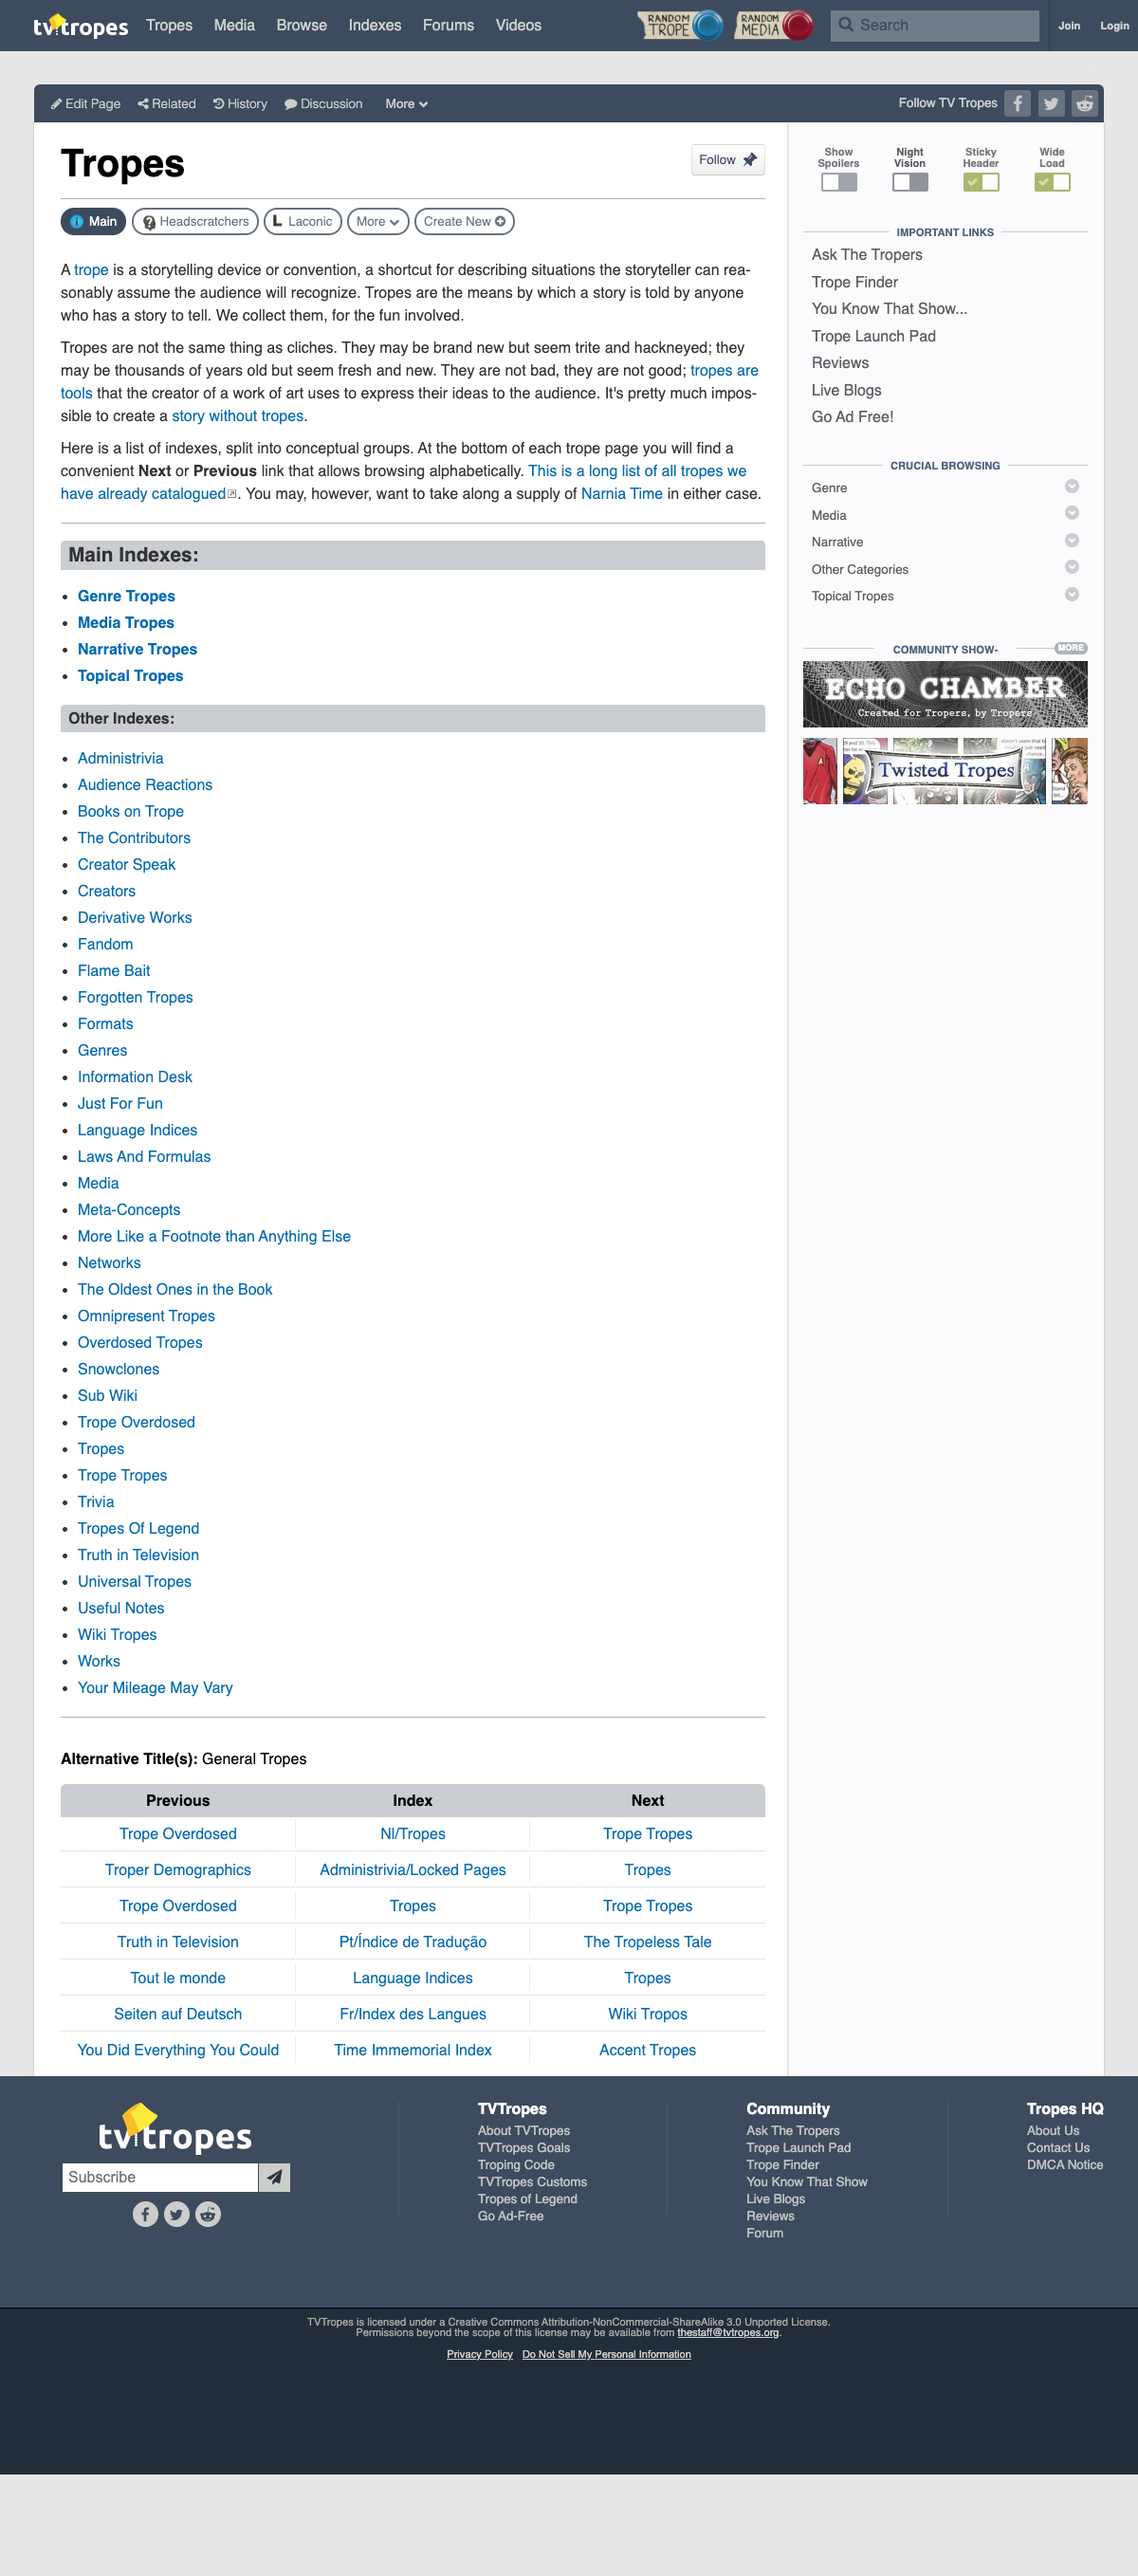 tvtropes
Tropes
Media
Browse
Indexes
Forums
Videos
RANDOM
TROPE
RANDOM
MEDIA
Search
Join
Login
Edit Page
Related
History
Discussion
More
Follow TV Tropes
Tropes
Follow
Main
Headscratchers
Laconic
More
Create New
A trope is a storytelling device or convention, a shortcut for describing situations the storyteller can rea-
sonably assume the audience will recognize. Tropes are the means by which a story is told by anyone
who has a story to tell. We collect them, for the fun involved.
Tropes are not the same thing as cliches. They may be brand new but seem trite and hackneyed; they
may be thousands of years old but seem fresh and new. They are not bad, they are not good; tropes are
tools that the creator of a work of art uses to express their ideas to the audience. It's pretty much impos-
sible to create a story without tropes.
Here is a list of indexes, split into conceptual groups. At the bottom of each trope page you will find a
convenient Next or Previous link that allows browsing alphabetically. This is a long list of all tropes we
have already catalogued. You may, however, want to take along a supply of Narnia Time in either case.
Main Indexes:
Genre Tropes
Media Tropes
Narrative Tropes
Topical Tropes
Other Indexes:
Administrivia
Audience Reactions
Books on Trope
The Contributors
Creator Speak
Creators
Derivative Works
Fandom
Flame Bait
Forgotten Tropes
Formats
Genres
Information Desk
Just For Fun
Language Indices
Laws And Formulas
Media
Meta-Concepts
More Like a Footnote than Anything Else
Networks
The Oldest Ones in the Book
Omnipresent Tropes
Overdosed Tropes
Snowclones
Sub Wiki
Trope Overdosed
Tropes
Trope Tropes
Trivia
Tropes Of Legend
Truth in Television
Universal Tropes
Useful Notes
Wiki Tropes
Works
Your Mileage May Vary
Alternative Title(s): General Tropes
Previous Index Next
Trope Overdosed Nl/Tropes Trope Tropes
Troper Demographics Administrivia/Locked Pages Tropes
Trope Overdosed Tropes Trope Tropes
Truth in Television Pt/Índice de Tradução The Tropeless Tale
Tout le monde Language Indices Tropes
Seiten auf Deutsch Fr/Index des Langues Wiki Tropos
You Did Everything You Could Time Immemorial Index Accent Tropes
Show
Spoilers
Night
Vision
Sticky
Header
Wide
Load
IMPORTANT LINKS
Ask The Tropers
Trope Finder
You Know That Show...
Trope Launch Pad
Reviews
Live Blogs
Go Ad Free!
CRUCIAL BROWSING
Genre
Media
Narrative
Other Categories
Topical Tropes
COMMUNITY SHOW-
MORE
ECHO CHAMBER
Created for Tropers, by Tropers
Twisted Tropes
tvtropes
Subscribe
TVTropes
About TVTropes
TVTropes Goals
Troping Code
TVTropes Customs
Tropes of Legend
Go Ad-Free
Community
Ask The Tropers
Trope Launch Pad
Trope Finder
You Know That Show
Live Blogs
Reviews
Forum
Tropes HQ
About Us
Contact Us
DMCA Notice
TVTropes is licensed under a Creative Commons Attribution-NonCommercial-ShareAlike 3.0 Unported License.
Permissions beyond the scope of this license may be available from thestaff@tvtropes.org.
Privacy Policy Do Not Sell My Personal Information